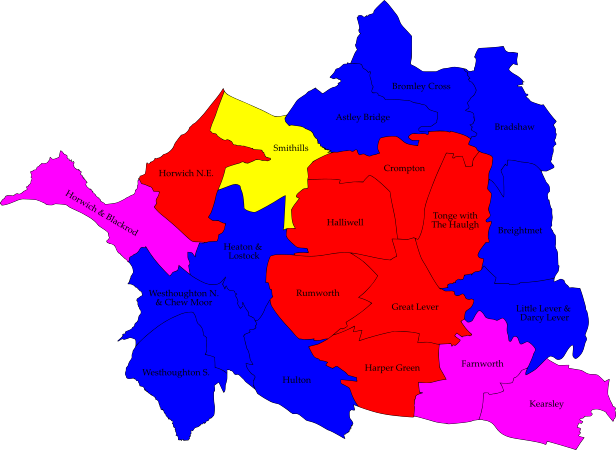 Bromley Cross
Astley Bridge
Bradshaw
Smithills
Crompton
Horwich N.E.
Horwich & Blackrod
Halliwell
Tonge with
The Haulgh
Breightmet
Heaton &
Lostock
Rumworth
Westhoughton N.
& Chew Moor
Great Lever
Little Lever &
Darcy Lever
Westhoughton S.
Hulton
Harper Green
Farnworth
Kearsley